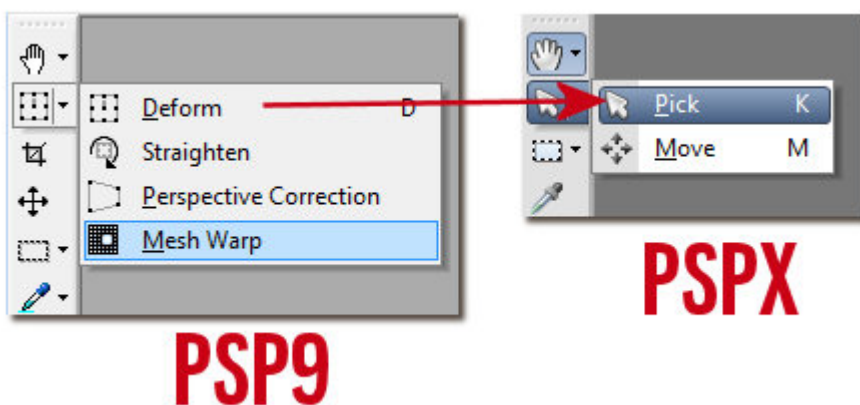 Deform D
Straighten
Perspective Correction
Mesh Warp
PSP9
Pick K
Move M
PSPX